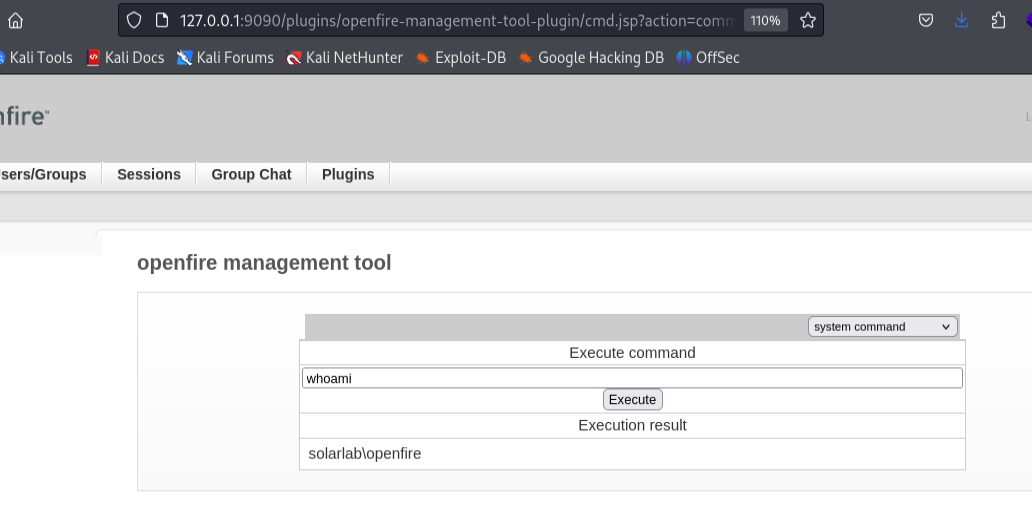 127.0.0.1:9090/plugins/openfire-management-tool-plugin/cmd.jsp?action=comm
110%
Kali Tools Kali Docs Kali Forums Kali NetHunter Exploit-DB Google Hacking DB OffSec
nfire™
sers/Groups Sessions Group Chat Plugins
openfire management tool
system command
Execute command
whoami
Execute
Execution result
solarlab\openfire